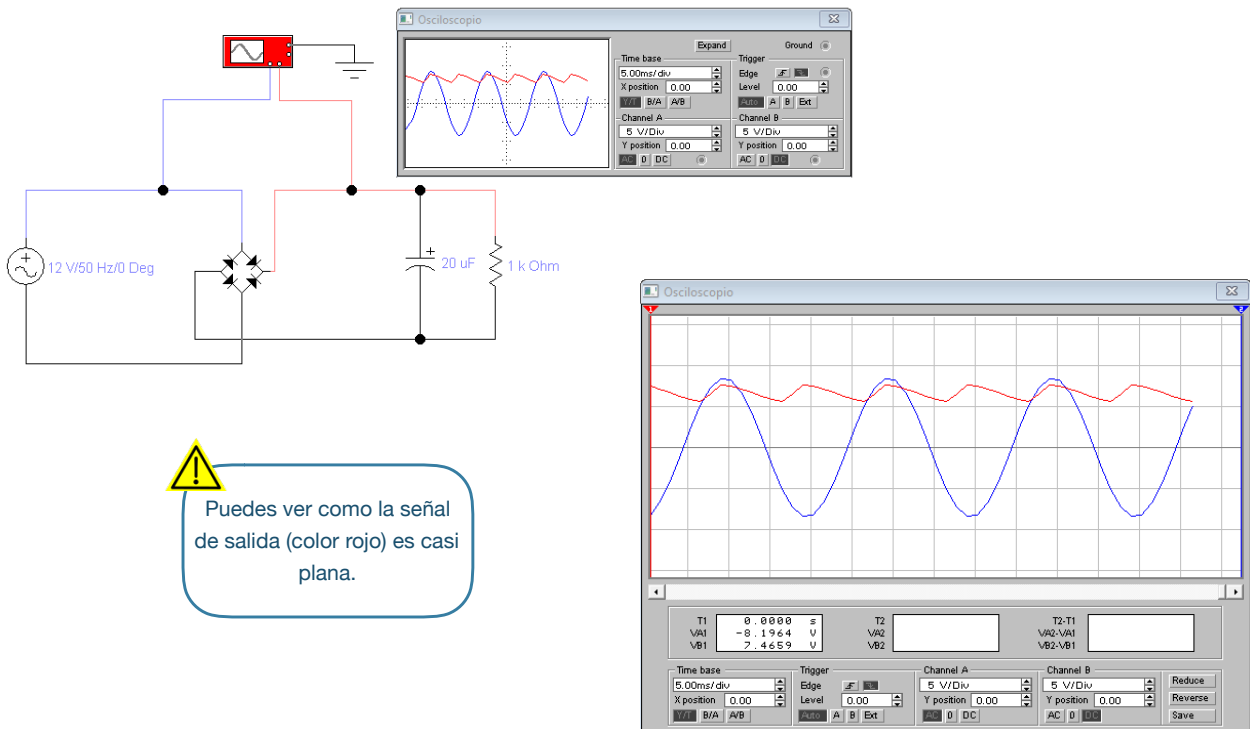 Osciloscopio
Expand
Ground
Time base
5.00ms/div
X position 0.00
Y/T B/A A/B
Trigger
Edge
Level 0.00
Auto A B Ext
Channel A
5 V/Div
Y position 0.00
AC 0 DC
Channel B
5 V/Div
Y position 0.00
AC 0 DC
12 V/50 Hz/0 Deg
+
20 uF
1 k Ohm
Puedes ver como la señal
de salida (color rojo) es casi
plana.
Osciloscopio
1
2
T1 0.0000 s
VA1 -8.1964 V
VB1 7.4659 V
T2
VA2
VB2
T2-T1
VA2-VA1
VB2-VB1
Time base
5.00ms/div
X position 0.00
Y/T B/A A/B
Trigger
Edge
Level 0.00
Auto A B Ext
Channel A
5 V/Div
Y position 0.00
AC 0 DC
Channel B
5 V/Div
Y position 0.00
AC 0 DC
Reduce
Reverse
Save